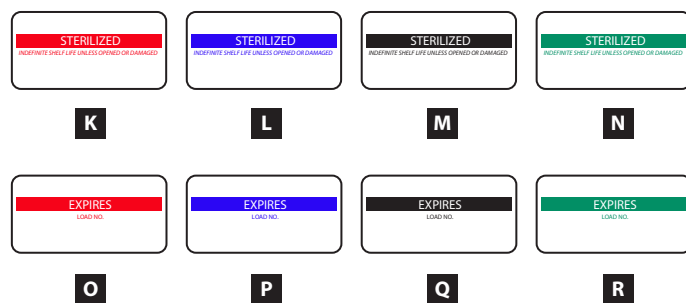 STERILIZED STERILIZED STERILIZED STERILIZED
INDEFINITE SHELF LIFE UNLESS OPENED OR DAMAGED INDEFINITE SHELF LIFE UNLESS OPENED OR DAMAGED INDEFINITE SHELF LIFE UNLESS OPENED OR DAMAGED INDEFINITE SHELF LIFE UNLESS OPENED OR DAMAGED
K L M N
EXPIRES EXPIRES EXPIRES EXPIRES
LOAD NO. LOAD NO. LOAD NO. LOAD NO.
O P Q R